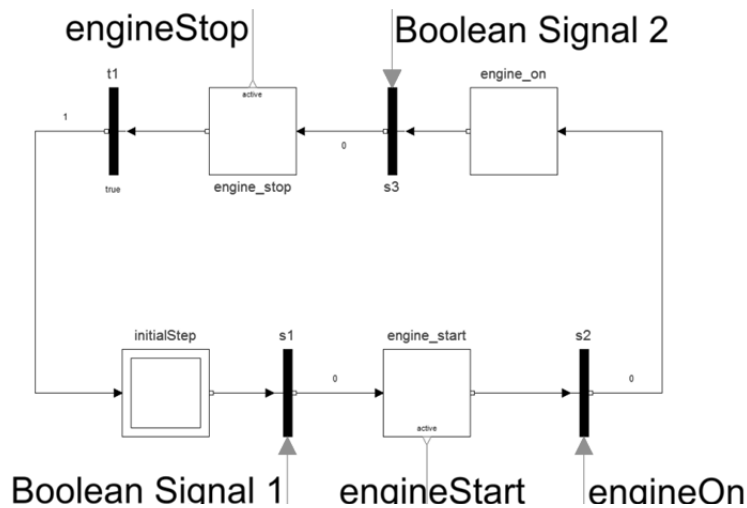 engineStop
Boolean Signal 2
t1
active
engine_on
1
0
true
engine_stop
s3
initialStep
s1
engine_start
s2
0
0
active
Boolean Signal 1
engineStart
engineOn